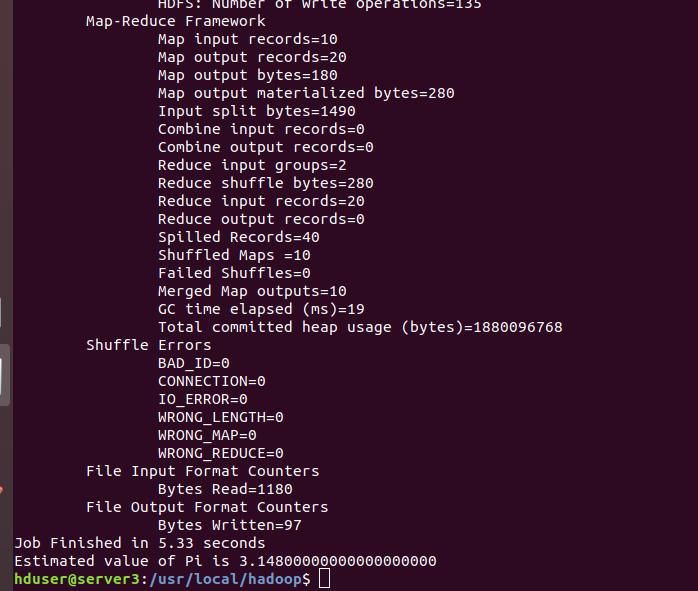 HDFS: Number of write operations=135
Map-Reduce Framework
Map input records=10
Map output records=20
Map output bytes=180
Map output materialized bytes=280
Input split bytes=1490
Combine input records=0
Combine output records=0
Reduce input groups=2
Reduce shuffle bytes=280
Reduce input records=20
Reduce output records=0
Spilled Records=40
Shuffled Maps =10
Failed Shuffles=0
Merged Map outputs=10
GC time elapsed (ms)=19
Total committed heap usage (bytes)=1880096768
Shuffle Errors
BAD_ID=0
CONNECTION=0
IO_ERROR=0
WRONG_LENGTH=0
WRONG_MAP=0
WRONG_REDUCE=0
File Input Format Counters
Bytes Read=1180
File Output Format Counters
Bytes Written=97
Job Finished in 5.33 seconds
Estimated value of Pi is 3.14800000000000000000
hduser@server3:/usr/local/hadoop$